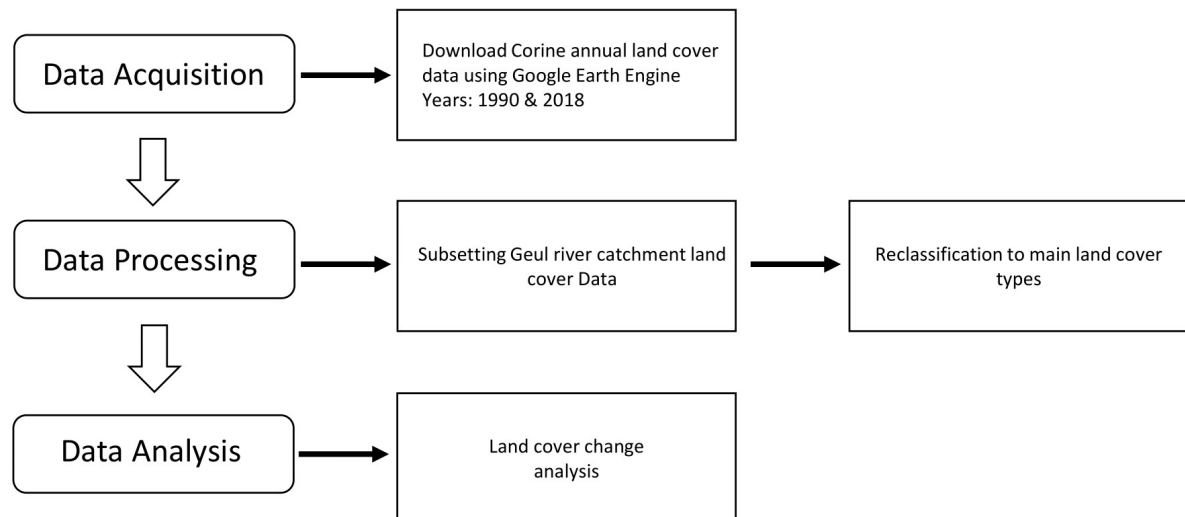 Data Acquisition
Download Corine annual land cover
data using Google Earth Engine
Years: 1990 & 2018
Data Processing
Subsetting Geul river catchment land
cover Data
Reclassification to main land cover
types
Data Analysis
Land cover change
analysis